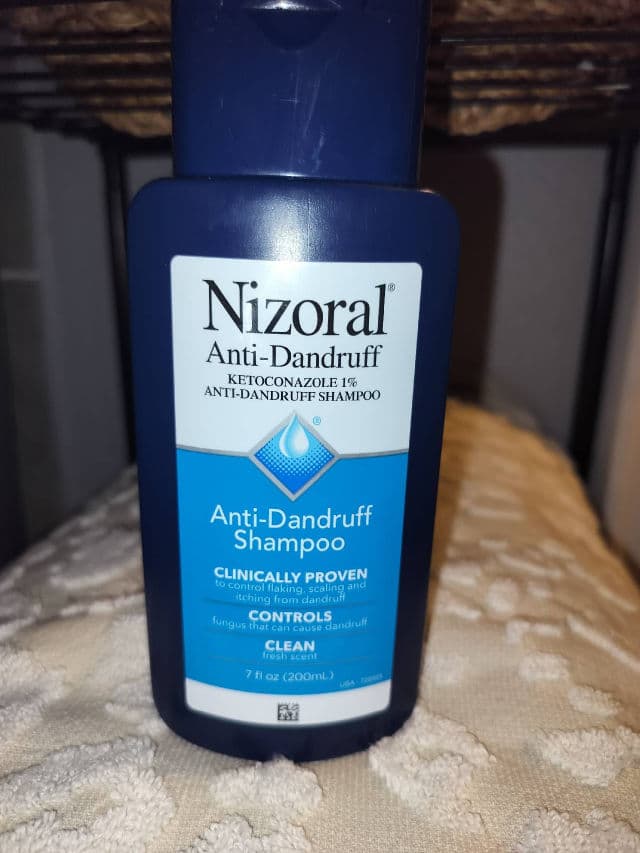 Nizoral®
Anti-Dandruff
KETOCONAZOLE 1%
ANTI-DANDRUFF SHAMPOO
®
Anti-Dandruff
Shampoo
CLINICALLY PROVEN
to control flaking, scaling and
itching from dandruff
CONTROLS
fungus that can cause dandruff
CLEAN
fresh scent
7 fl oz (200mL)